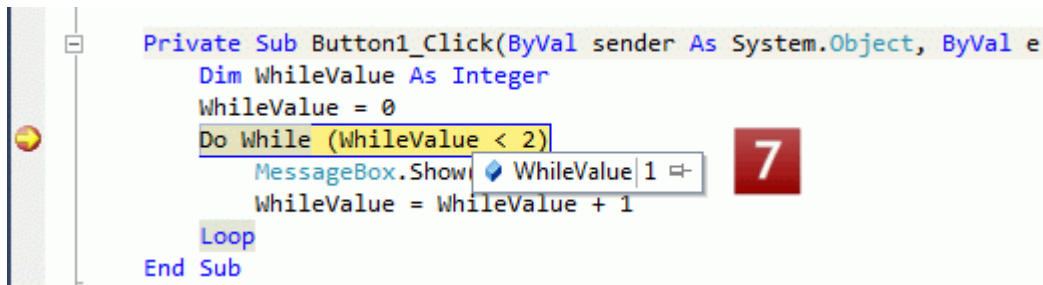 Private Sub Button1_Click(ByVal sender As System.Object, ByVal e
Dim WhileValue As Integer
WhileValue = 0
Do While (WhileValue < 2)
MessageBox.Show( WhileValue 1
7
WhileValue = WhileValue + 1
Loop
End Sub